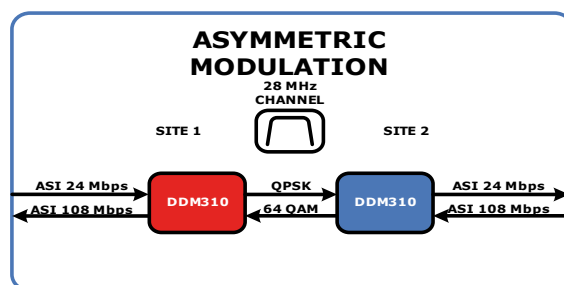 ASYMMETRIC
MODULATION
28 MHz
CHANNEL
SITE 1
SITE 2
ASI 24 Mbps
QPSK
ASI 24 Mbps
DDM310
DDM310
ASI 108 Mbps
64 QAM
ASI 108 Mbps